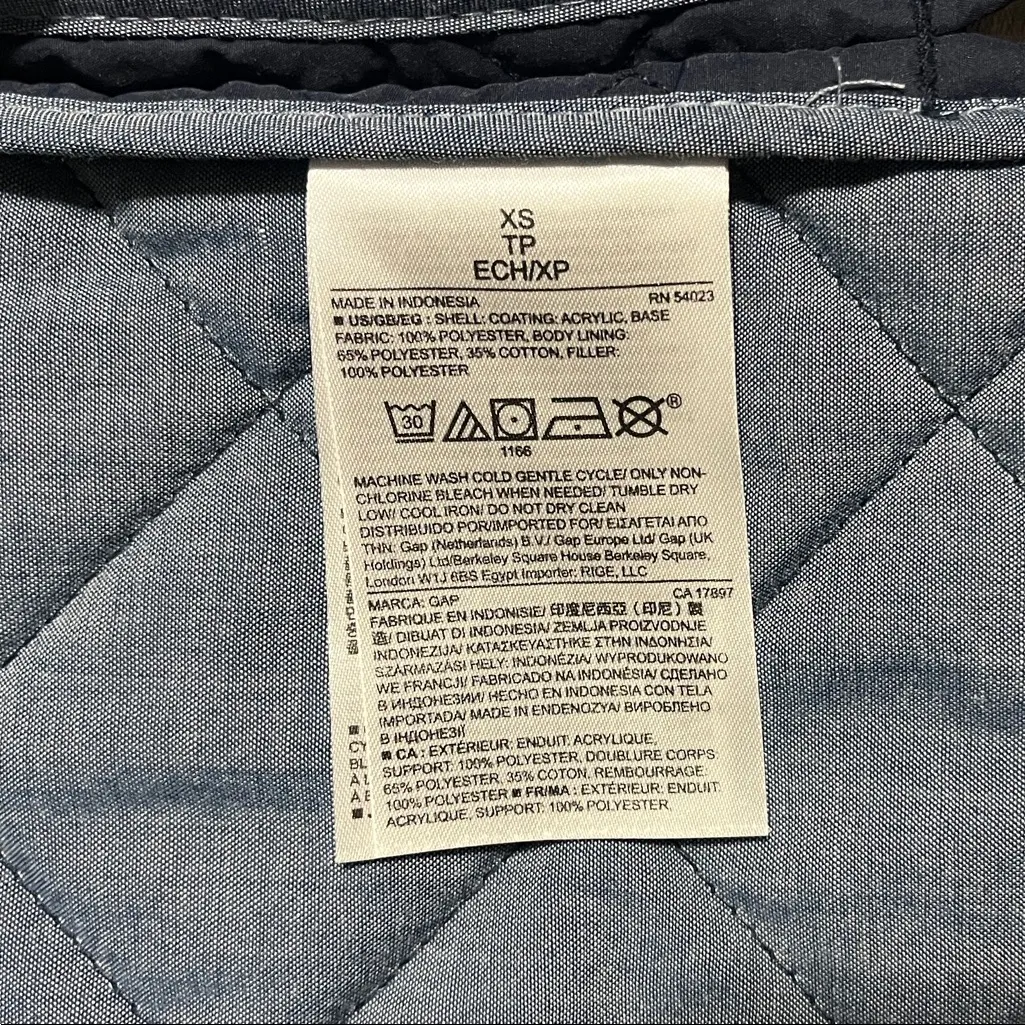 XS
TP
ECH/XP
MADE IN INDONESIA RN 54023
■ US/GB/EG : SHELL: COATING: ACRYLIC, BASE
FABRIC: 100% POLYESTER, BODY LINING:
65% POLYESTER, 35% COTTON, FILLER:
100% POLYESTER
30
®
1166
MACHINE WASH COLD GENTLE CYCLE/ ONLY NON-
CHLORINE BLEACH WHEN NEEDED/ TUMBLE DRY
LOW/ COOL IRON/ DO NOT DRY CLEAN
DISTRIBUIDO POR/IMPORTED FOR/ ΕΙΣΑΓΕΤΑΙ ΑΠΟ
ΤΗΝ: Gap (Netherlands) B.V./ Gap Europe Ltd/ Gap (UK
Holdings) Ltd/Berkeley Square House Berkeley Square,
London W1J 6BS Egypt Importer: RIGE, LLC
MARCA: GAP CA 17897
FABRIQUE EN INDONISIE/ 印度尼西亞（印尼）製
造/ DIBUAT DI INDONESIA/ ZEMLJA PROIZVODNJE
INDONEZIJA/ ΚΑΤΑΣΚΕΥΑΣΤΗΚΕ ΣΤΗΝ ΙΝΔΟΝΗΣΙΑ/
SZÁRMAZÁSI HELY: INDONÉZIA/ WYPRODUKOWANO
WE FRANCJI/ FABRICADO NA INDONÉSIA/ СДЕЛАНО
В ИНДОНЕЗИИ/ HECHO EN INDONESIA CON TELA
IMPORTADA/ MADE IN ENDENOZYA/ ВИРОБЛЕНО
В ІНДОНЕЗІЇ
■ CA : EXTÉRIEUR: ENDUIT: ACRYLIQUE,
SUPPORT: 100% POLYESTER, DOUBLURE CORPS:
65% POLYESTER, 35% COTON, REMBOURRAGE:
100% POLYESTER ■ FR/MA : EXTÉRIEUR: ENDUIT:
ACRYLIQUE, SUPPORT: 100% POLYESTER,